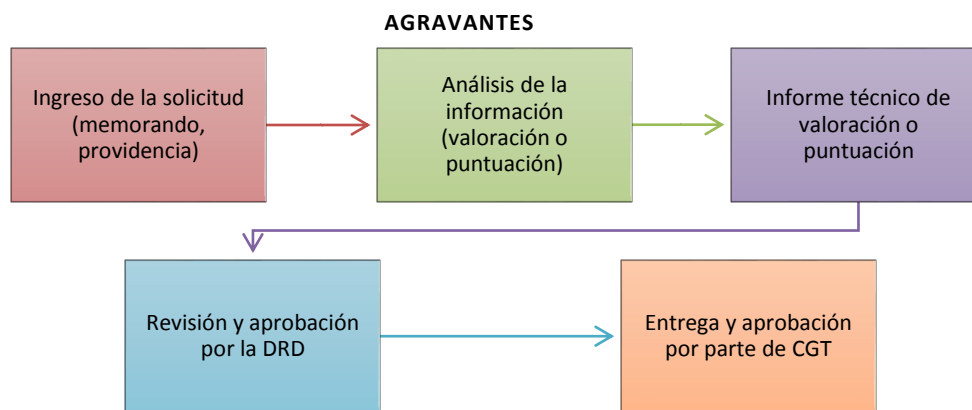 AGRAVANTES
Ingreso de la solicitud
(memorando,
providencia)
Análisis de la
información
(valoración o
puntuación)
Informe técnico de
valoración o
puntuación
Revisión y aprobación
por la DRD
Entrega y aprobación
por parte de CGT